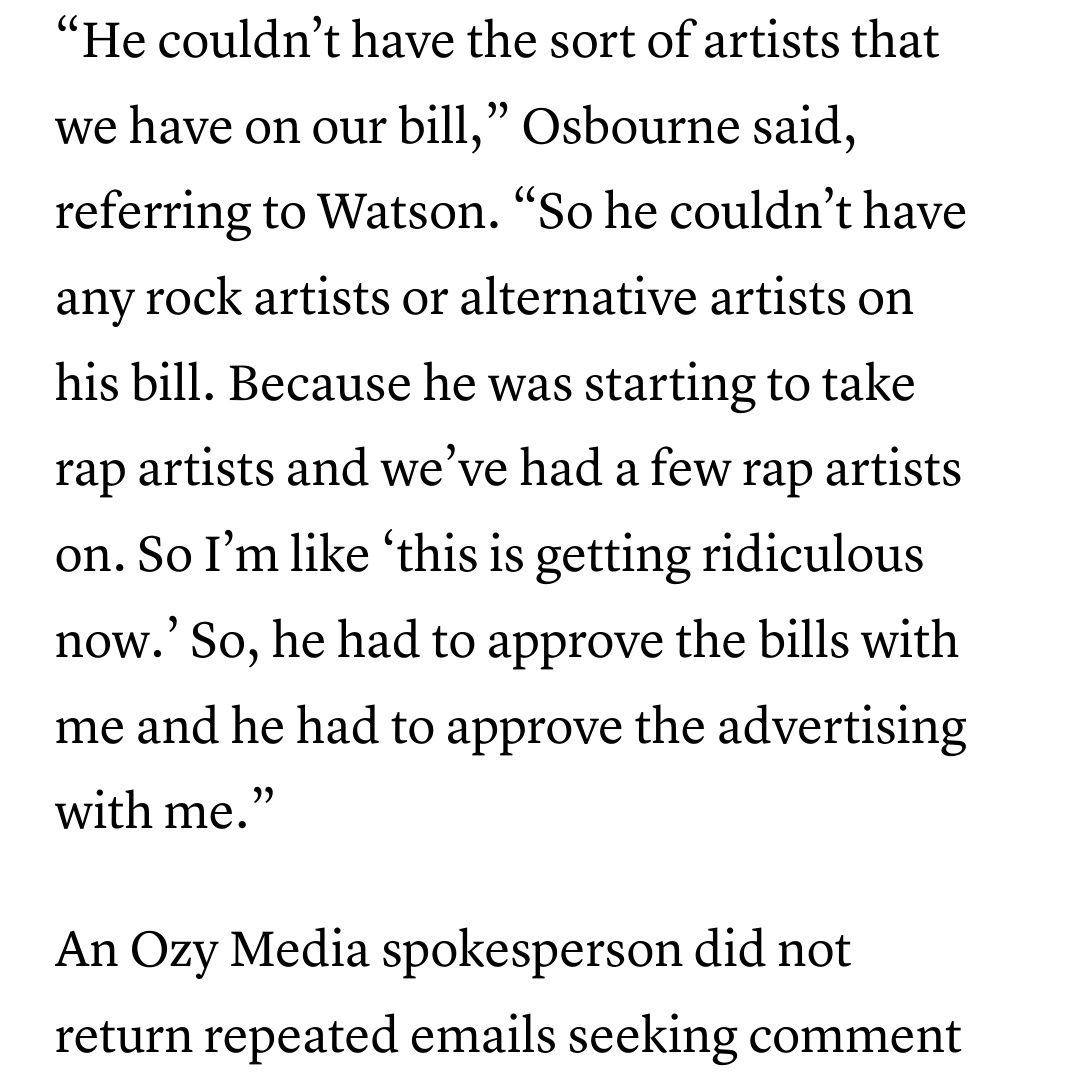 “He couldn’t have the sort of artists that
we have on our bill,” Osbourne said,
referring to Watson. “So he couldn’t have
any rock artists or alternative artists on
his bill. Because he was starting to take
rap artists and we’ve had a few rap artists
on. So I’m like ‘this is getting ridiculous
now.’ So, he had to approve the bills with
me and he had to approve the advertising
with me.”
An Ozy Media spokesperson did not
return repeated emails seeking comment